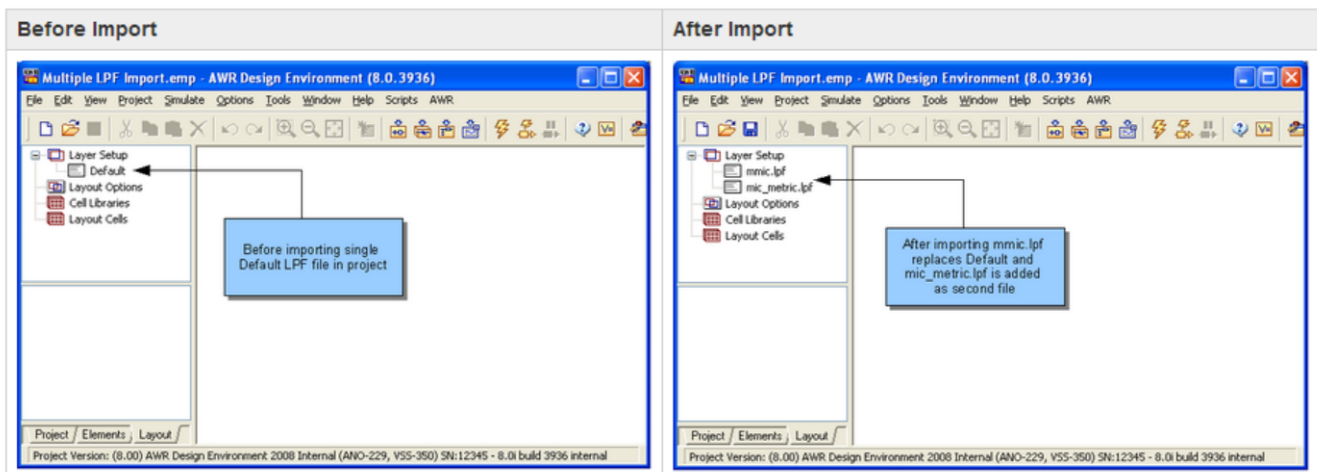 Before Import
After Import
Multiple LPF Import.emp - AWR Design Environment (8.0.3936)
File Edit View Project Simulate Options Tools Window Help Scripts AWR
Layer Setup
Default
Layout Options
Cell Libraries
Layout Cells
Before importing single
Default LPF file in project
Project Elements Layout
Project Version: (8.00) AWR Design Environment 2008 Internal (ANO-229, VSS-350) SN:12345 - 8.0i build 3936 internal
Multiple LPF Import.emp - AWR Design Environment (8.0.3936)
File Edit View Project Simulate Options Tools Window Help Scripts AWR
Layer Setup
mmic.lpf
mic_metric.lpf
Layout Options
Cell Libraries
Layout Cells
After importing mmic.lpf
replaces Default and
mic_metric.lpf is added
as second file
Project Elements Layout
Project Version: (8.00) AWR Design Environment 2008 Internal (ANO-229, VSS-350) SN:12345 - 8.0i build 3936 internal